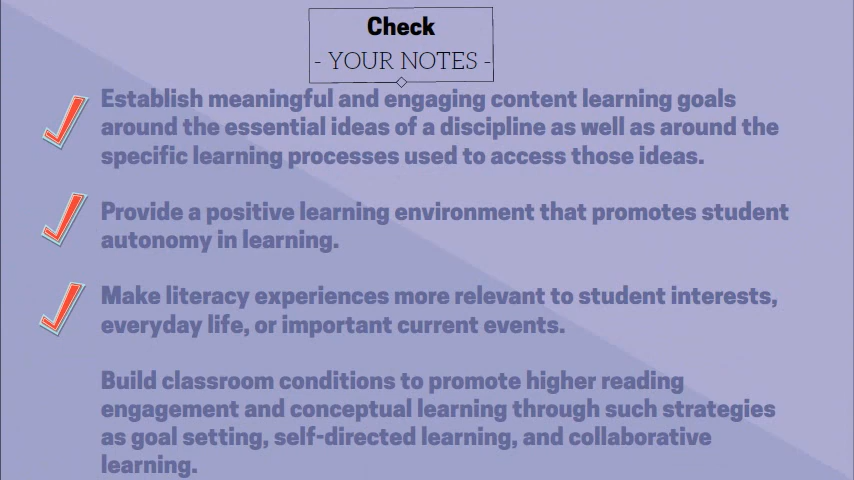 Check
- YOUR NOTES -
Establish meaningful and engaging content learning goals
around the essential ideas of a discipline as well as around the
specific learning processes used to access those ideas.
Provide a positive learning environment that promotes student
autonomy in learning.
Make literacy experiences more relevant to student interests,
everyday life, or important current events.
Build classroom conditions to promote higher reading
engagement and conceptual learning through such strategies
as goal setting, self-directed learning, and collaborative
learning.